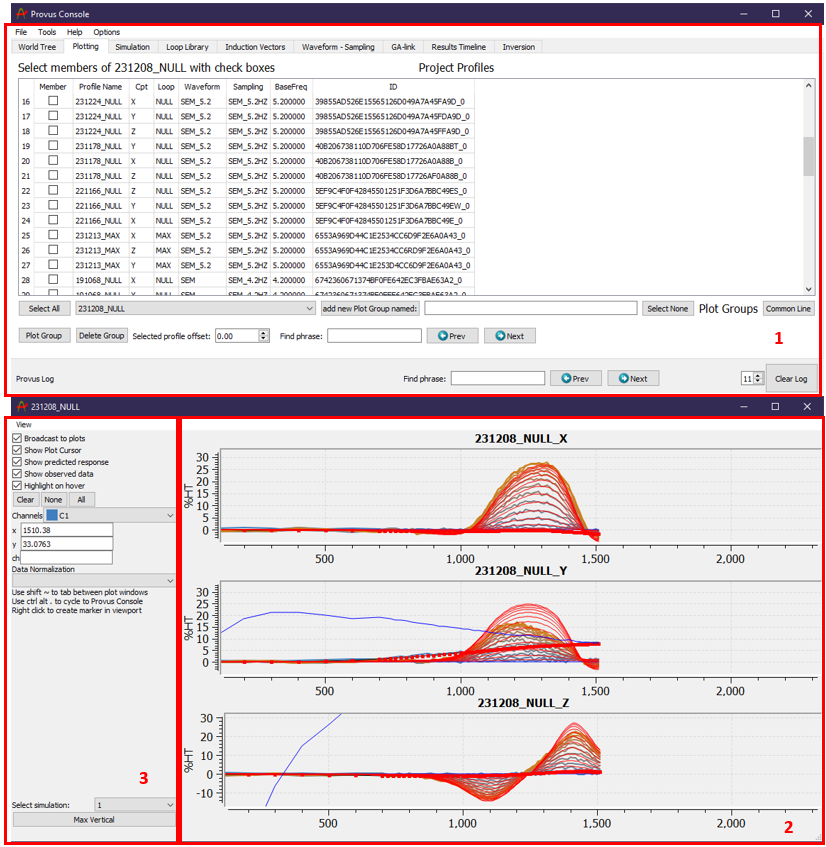 Provus Console
File Tools Help Options
World Tree Plotting Simulation Loop Library Induction Vectors Waveform - Sampling GA-link Results Timeline Inversion
Select members of 231208_NULL with check boxes Project Profiles
Member Profile Name Cpt Loop Waveform Sampling BaseFreq ID
16 231224_NULL X NULL SEM_5.2 SEM_5.2HZ 5.200000 39855AD526E15565126D049A7A45FA9D_0
17 231224_NULL Y NULL SEM_5.2 SEM_5.2HZ 5.200000 39855AD526E15565126D049A7A45FDA9D_0
18 231224_NULL Z NULL SEM_5.2 SEM_5.2HZ 5.200000 39855AD526E15565126D049A7A45FFA9D_0
19 231178_NULL Y NULL SEM_5.2 SEM_5.2HZ 5.200000 40B206738110D706FE58D17726A0A88BT_0
20 231178_NULL X NULL SEM_5.2 SEM_5.2HZ 5.200000 40B206738110D706FE58D17726A0A88B_0
21 231178_NULL Z NULL SEM_5.2 SEM_5.2HZ 5.200000 40B206738110D706FE58D17726AF0A88B_0
22 221166_NULL Z NULL SEM_5.2 SEM_5.2HZ 5.200000 5EF9C4F0F42845501251F3D6A7BBC49ES_0
23 221166_NULL Y NULL SEM_5.2 SEM_5.2HZ 5.200000 5EF9C4F0F42845501251F3D6A7BBC49EW_0
24 221166_NULL X NULL SEM_5.2 SEM_5.2HZ 5.200000 5EF9C4F0F42845501251F3D6A7BBC49E_0
25 231213_MAX X MAX SEM_5.2 SEM_5.2HZ 5.200000 6553A969D44C1E2534CC6D9F2E6A0A43_0
26 231213_MAX Z MAX SEM_5.2 SEM_5.2HZ 5.200000 6553A969D44C1E2534CC6RD9F2E6A0A43_0
27 231213_MAX Y MAX SEM_5.2 SEM_5.2HZ 5.200000 6553A969D44C1E253D4CC6D9F2E6A0A43_0
28 191068_NULL X NULL SEM SEM_4.2HZ 4.200000 6742360671374BF0FE642EC3FBAE63A2_0
Select All 231208_NULL add new Plot Group named: Select None Plot Groups Common Line
Plot Group Delete Group Selected profile offset: 0.00 Find phrase: Prev Next
1
Provus Log Find phrase: Prev Next 11 Clear Log
231208_NULL
View
Broadcast to plots
Show Plot Cursor
Show predicted response
Show observed data
Highlight on hover
Clear None All
Channels C1
x 1510.38
y 33.0763
ch
Data Normalization
Use shift ~ to tab between plot windows
Use ctrl alt . to cycle to Provus Console
Right click to create marker in viewport
3
Select simulation: 1
Max Vertical
231208_NULL_X
%HT
30
25
20
15
10
5
0
500 1,000 1,500 2,000
231208_NULL_Y
%HT
30
25
20
15
10
5
0
500 1,000 1,500 2,000
231208_NULL_Z
%HT
30
20
10
0
-10
500 1,000 1,500 2,000
2